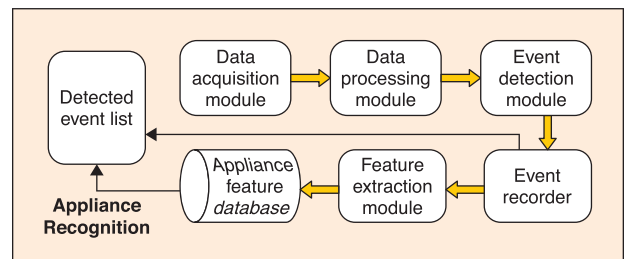 Detected
event list
Data
acquisition
module
Data
processing
module
Event
detection
module
Appliance
feature
database
Feature
extraction
module
Event
recorder
Appliance
Recognition